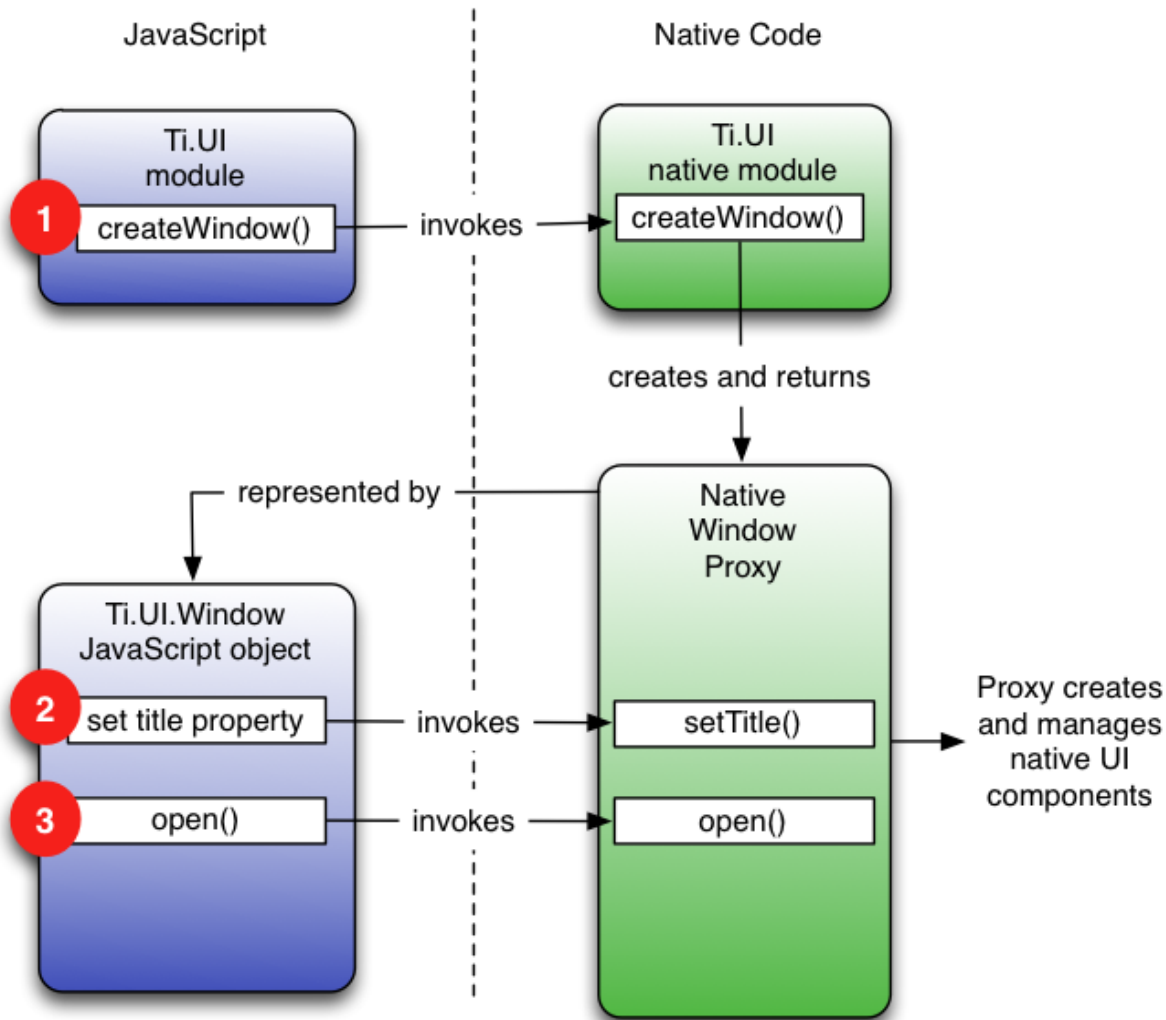 JavaScript
Native Code
Ti.UI
module
1
createWindow()
invokes
Ti.UI
native module
createWindow()
creates and returns
represented by
Native
Window
Proxy
Ti.UI.Window
JavaScript object
2
set title property
invokes
setTitle()
3
open()
invokes
open()
Proxy creates
and manages
native UI
components